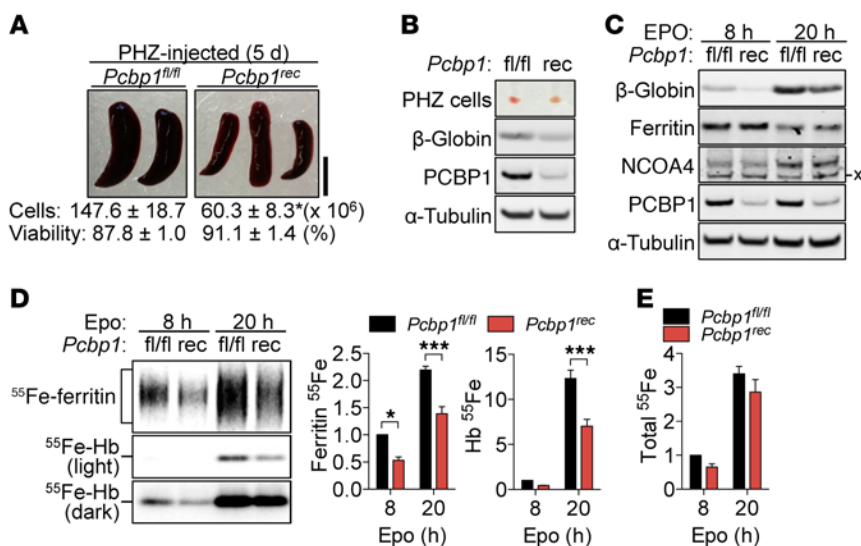 A
PHZ-injected (5 d)
Pcbp1fl/fl Pcbp1rec
Cells: 147.6 ± 18.7 60.3 ± 8.3*(x 10⁶)
Viability: 87.8 ± 1.0 91.1 ± 1.4 (%)
B
Pcbp1: fl/fl rec
PHZ cells
β-Globin
PCBP1
α-Tubulin
C
EPO: 8 h 20 h
Pcbp1: fl/fl rec fl/fl rec
β-Globin
Ferritin
NCOA4
x
PCBP1
α-Tubulin
D
Epo: 8 h 20 h
Pcbp1: fl/fl rec fl/fl rec
⁵⁵Fe-ferritin
⁵⁵Fe-Hb
(light)
⁵⁵Fe-Hb
(dark)
Pcbp1fl/fl Pcbp1rec
Ferritin ⁵⁵Fe
2.5
2.0
1.5
1.0
0.5
0.0
*
***
8 20
Epo (h)
Hb ⁵⁵Fe
15
10
5
0
***
8 20
Epo (h)
E
Pcbp1fl/fl
Pcbp1rec
Total ⁵⁵Fe
4
3
2
1
0
8 20
Epo (h)